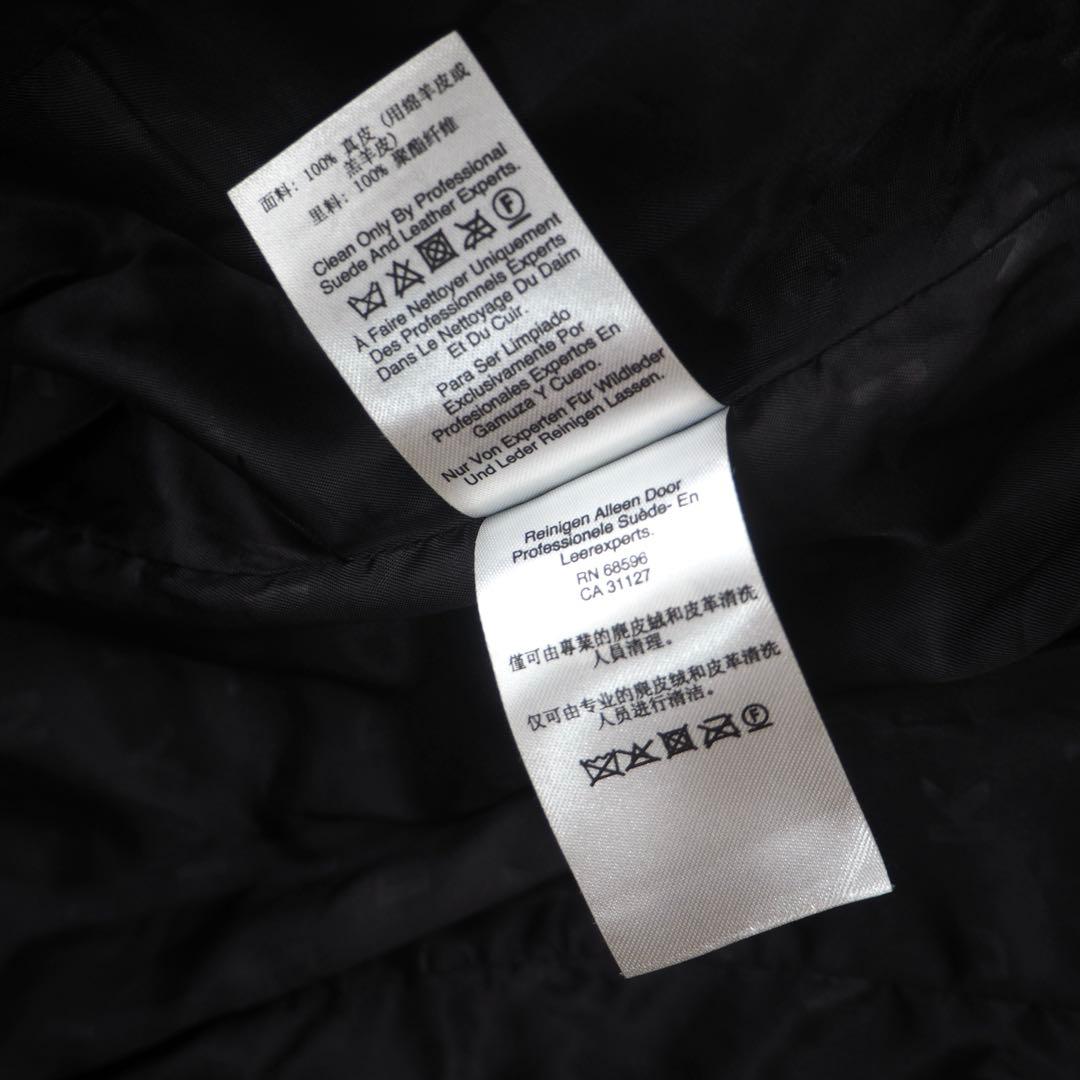 面料: 100% 真皮 (用绵羊皮或
羔羊皮)
里料: 100% 聚酯纤维
Clean Only By Professional
Suede And Leather Experts.
F
À Faire Nettoyer Uniquement
Des Professionnels Experts
Dans Le Nettoyage Du Daim
Et Du Cuir.
Para Ser Limpiado
Exclusivamente Por
Profesionales Expertos En
Gamuza Y Cuero.
Nur Von Experten Für Wildleder
Und Leder Reinigen Lassen.
Reinigen Alleen Door
Professionele Suède- En
Leerexperts.
RN 68596
CA 31127
僅可由專業的麂皮絨和皮革清洗
人員清理。
仅可由专业的麂皮绒和皮革清洗
人员进行清洁。
F